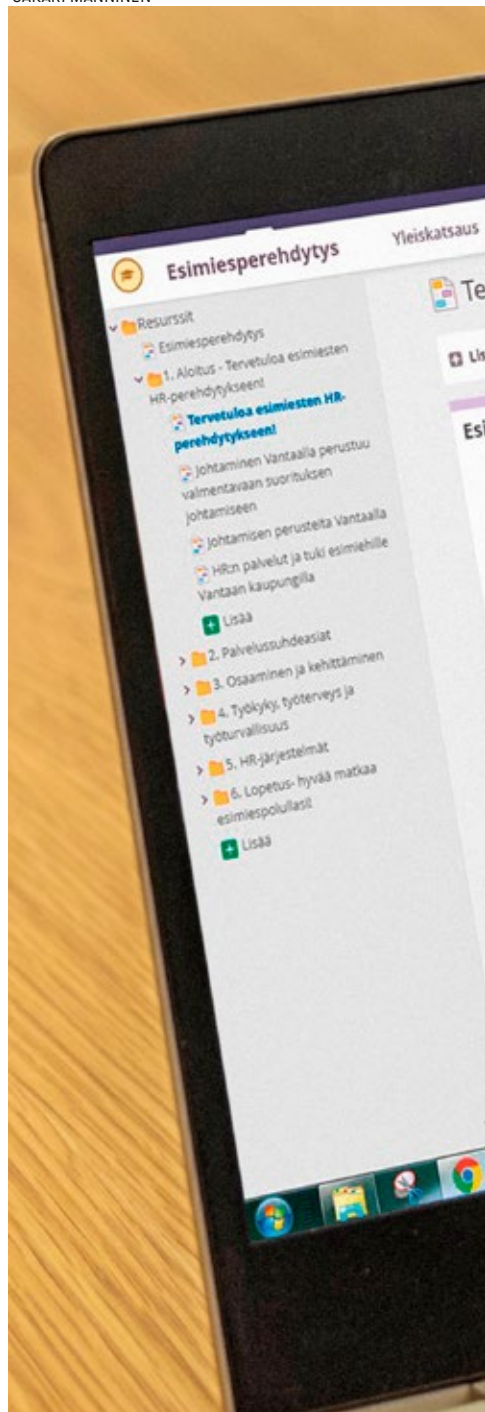 Esimiesperehdytys
Yleiskatsaus
Resurssit
Esimiesperehdytys
1. Aloitus - Tervetuloa esimiesten
HR-perehdytykseen!
Tervetuloa esimiesten HR-
perehdytykseen!
Johtaminen Vantaalla perustuu
valmentavaan suorituksen
johtamiseen
Johtamisen perusteita Vantaalla
HR:n palvelut ja tuki esimiehille
Vantaan kaupungilla
Lisää
2. Palvelussuhdeasiat
3. Osaaminen ja kehittäminen
4. Työkyky, työterveys ja
työturvallisuus
5. HR-järjestelmät
6. Lopetus- hyvää matkaa
esimiespolullasi!
Lisää
Te
Lis
Esi